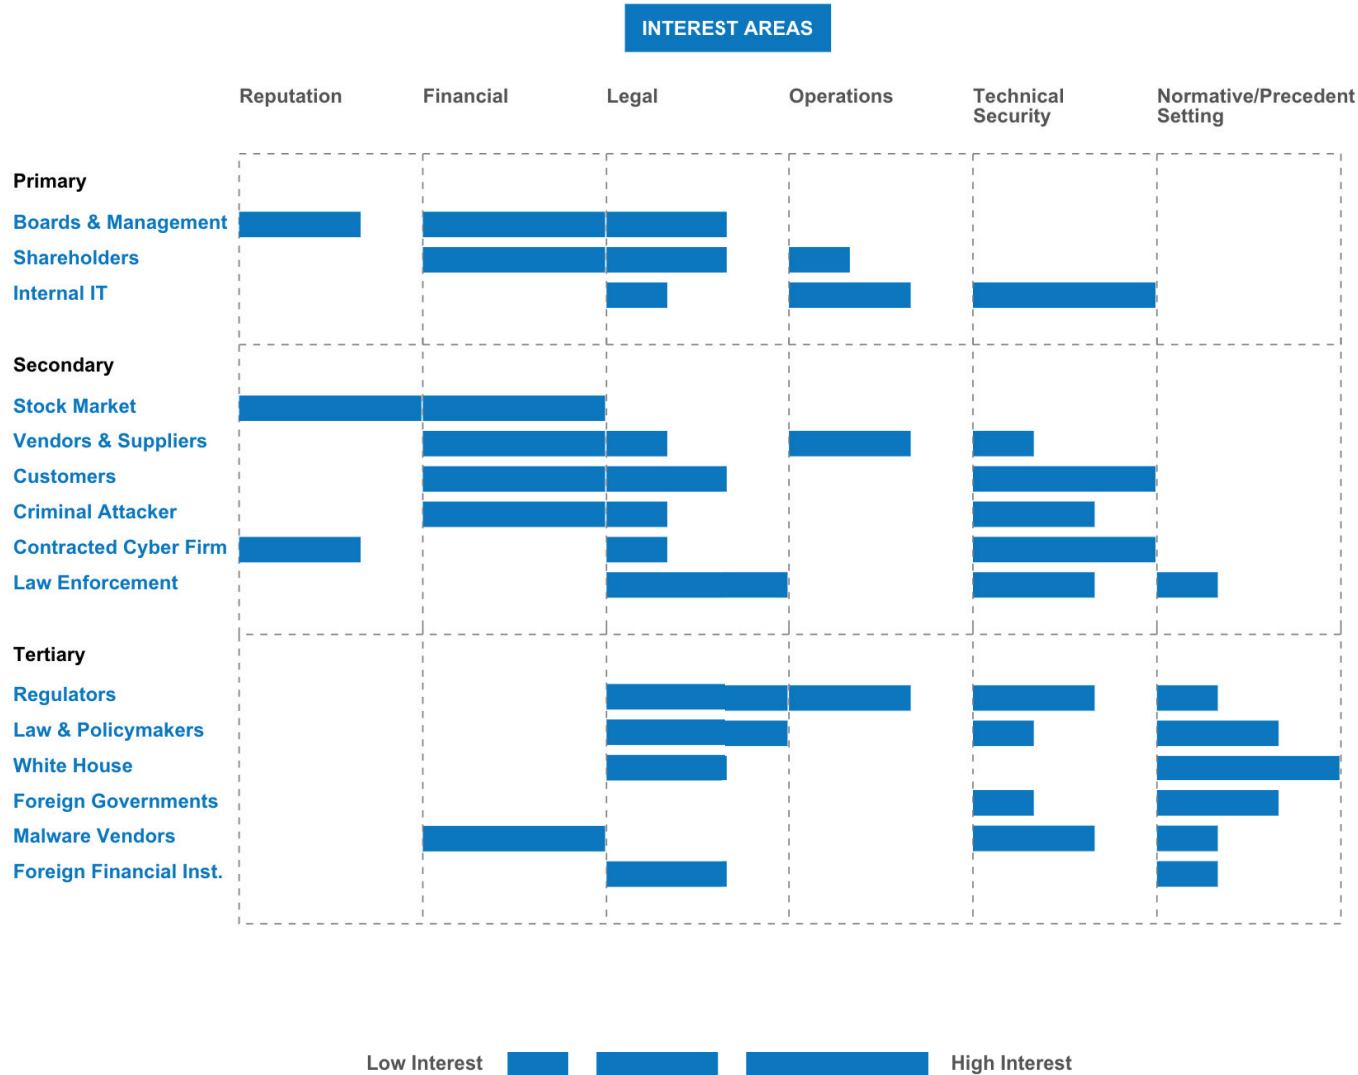 INTEREST AREAS
Reputation
Financial
Legal
Operations
Technical
Security
Normative/Precedent
Setting
Primary
Boards & Management
Shareholders
Internal IT
Secondary
Stock Market
Vendors & Suppliers
Customers
Criminal Attacker
Contracted Cyber Firm
Law Enforcement
Tertiary
Regulators
Law & Policymakers
White House
Foreign Governments
Malware Vendors
Foreign Financial Inst.
Low Interest
High Interest